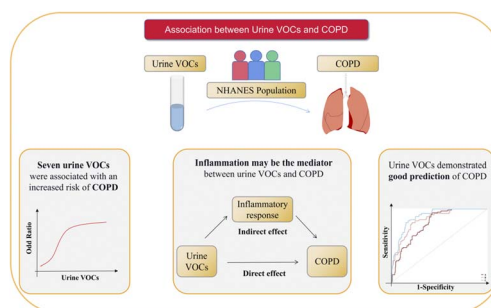 Association between Urine VOCs and COPD
Urine VOCs
COPD
NHANES Population
Seven urine VOCs
were associated with an
increased risk of COPD
Odd Ratio
Urine VOCs
Inflammation may be the mediator
between urine VOCs and COPD
Inflammatory
response
Indirect effect
Urine
VOCs
COPD
Direct effect
Urine VOCs demonstrated
good prediction of COPD
Sensitivity
1-Specificity